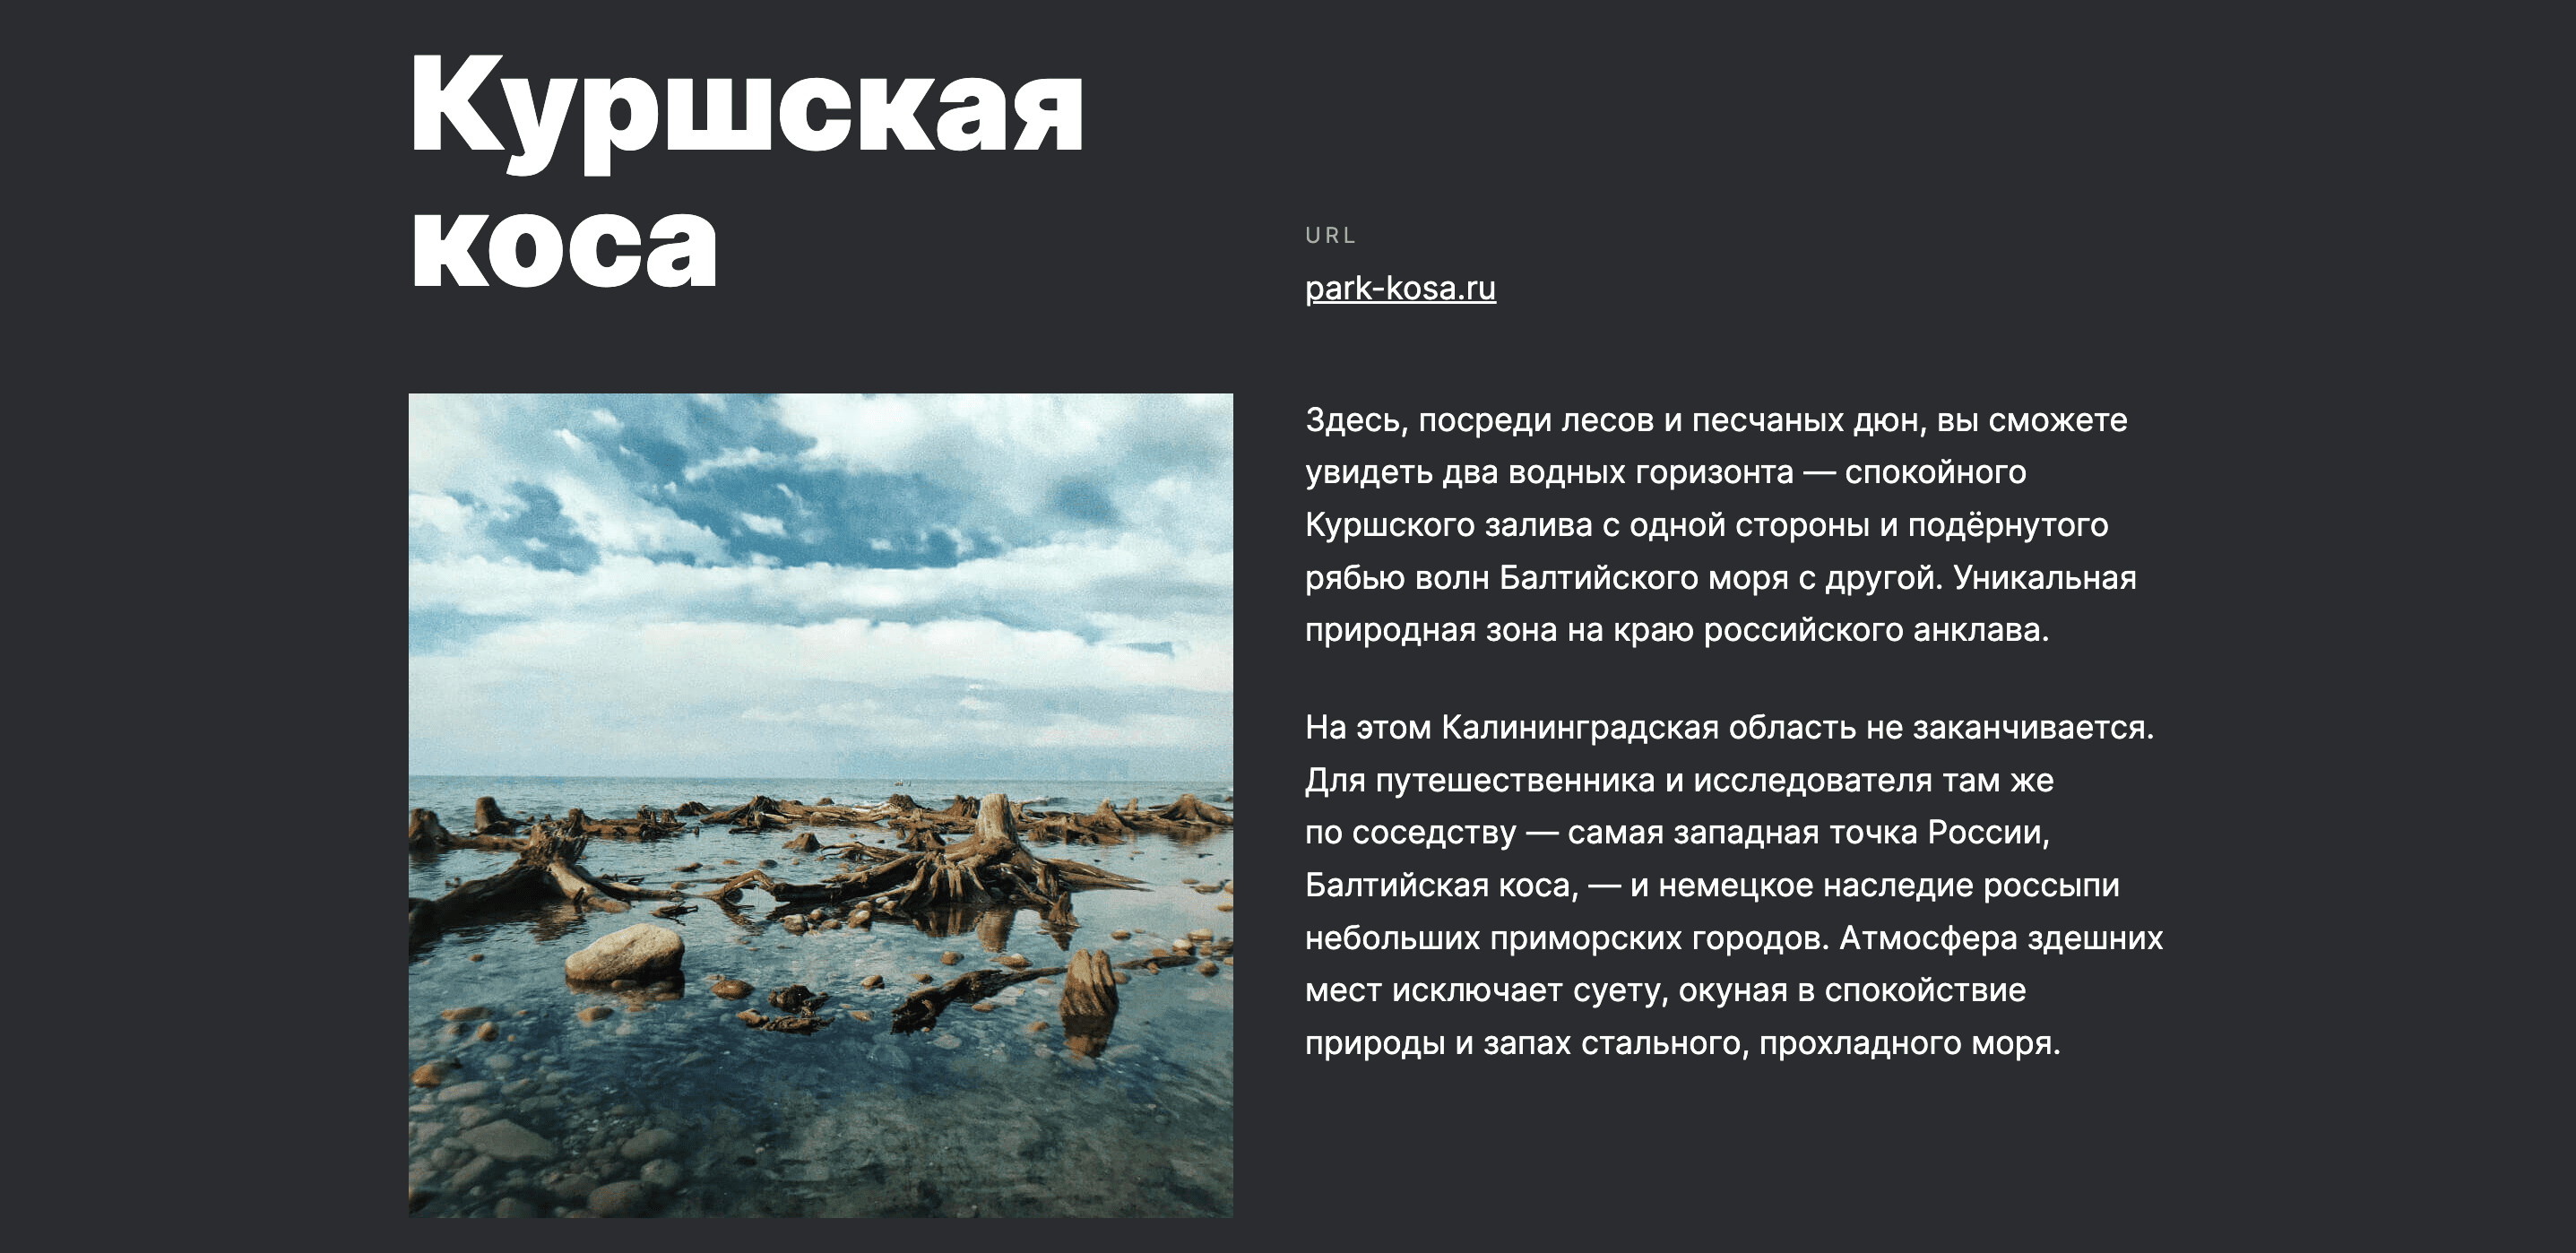 Куршская
коса
URL
park-kosa.ru
Здесь, посреди лесов и песчаных дюн, вы сможете
увидеть два водных горизонта — спокойного
Куршского залива с одной стороны и подёрнутого
рябью волн Балтийского моря с другой. Уникальная
природная зона на краю российского анклава.
На этом Калининградская область не заканчивается.
Для путешественника и исследователя там же
по соседству — самая западная точка России,
Балтийская коса, — и немецкое наследие россыпи
небольших приморских городов. Атмосфера здешних
мест исключает суету, окуная в спокойствие
природы и запах стального, прохладного моря.